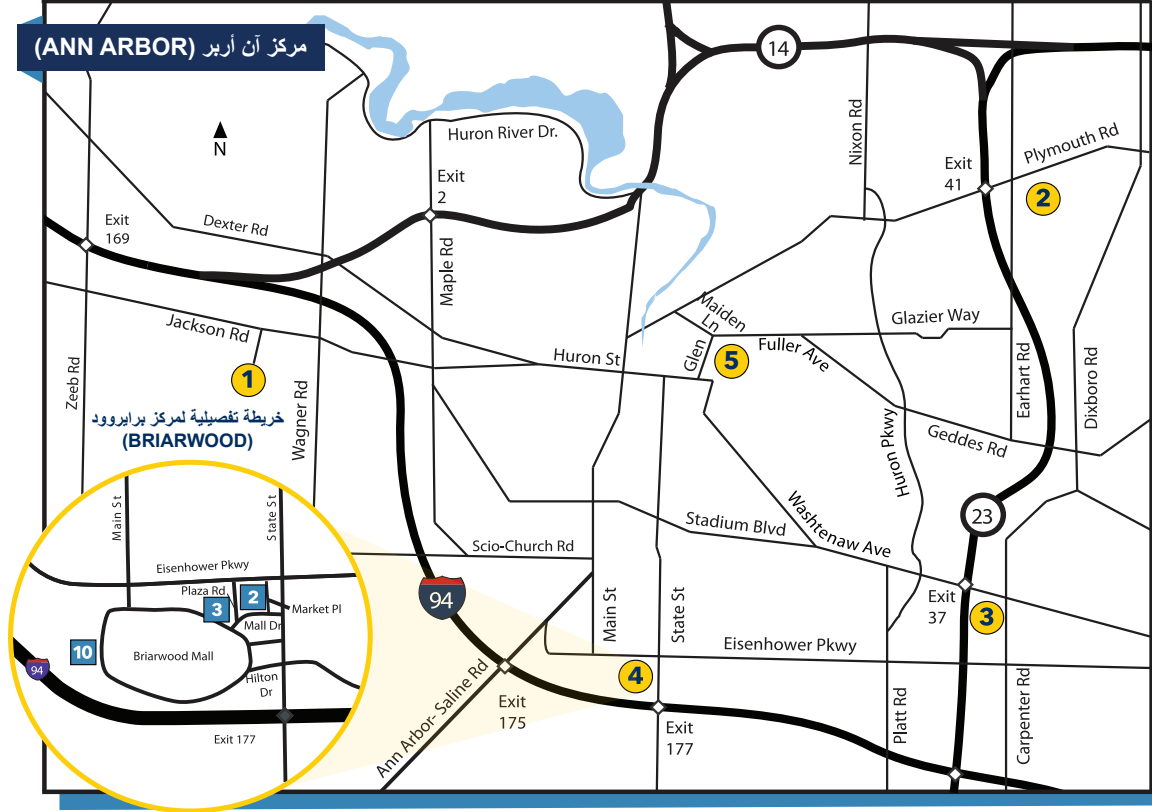 مركز آن أربر (ANN ARBOR)
14
N
Huron River Dr.
Nixon Rd
Plymouth Rd
Exit
41
2
Exit
2
Exit
169
Dexter Rd
Maple Rd
Jackson Rd
Zeeb Rd
Wagner Rd
1
Huron St
Maiden
Ln
Glen
5
Fuller Ave
Glazier Way
Earhart Rd
Dixboro Rd
Huron Pkwy
Geddes Rd
23
Stadium Blvd
Washtenaw Ave
Scio-Church Rd
94
Main St
State St
Exit
37
3
Eisenhower Pkwy
4
Ann Arbor- Saline Rd
Exit
175
Exit
177
Platt Rd
Carpenter Rd
خريطة تفصيلية لمركز برايروود
(BRIARWOOD)
Main St
State St
Eisenhower Pkwy
Plaza Rd
3
2
Market Pl
Mall Dr
10
Briarwood Mall
94
Hilton
Dr
Exit 177